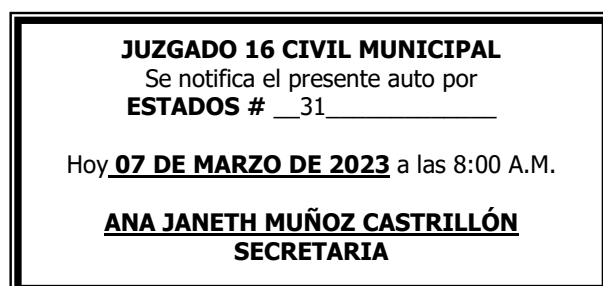 JUZGADO 16 CIVIL MUNICIPAL
Se notifica el presente auto por
ESTADOS # __31_____________
Hoy 07 DE MARZO DE 2023 a las 8:00 A.M.
ANA JANETH MUÑOZ CASTRILLÓN
SECRETARIA